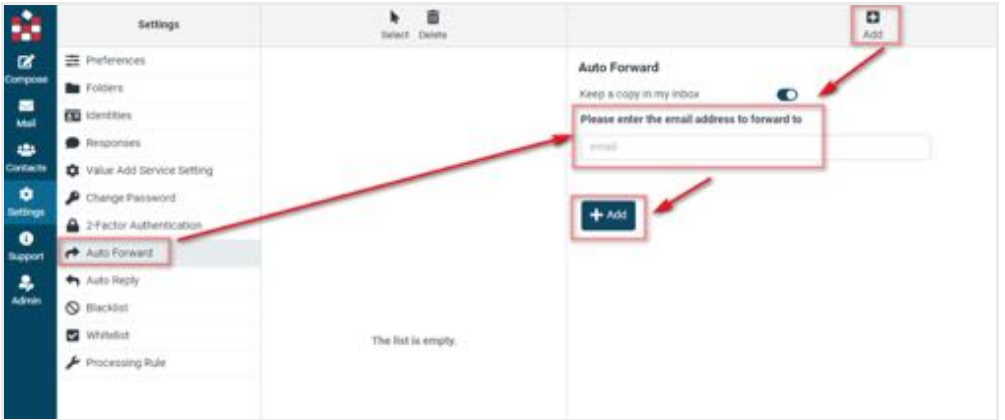 Compose
Mail
Contacts
Settings
Support
Admin
Settings
Preferences
Folders
Identities
Responses
Value Add Service Setting
Change Password
2-Factor Authentication
Auto Forward
Auto Reply
Blacklist
Whitelist
Processing Rule
Select Delete
The list is empty.
Add
Auto Forward
Keep a copy in my inbox
Please enter the email address to forward to
email
Add